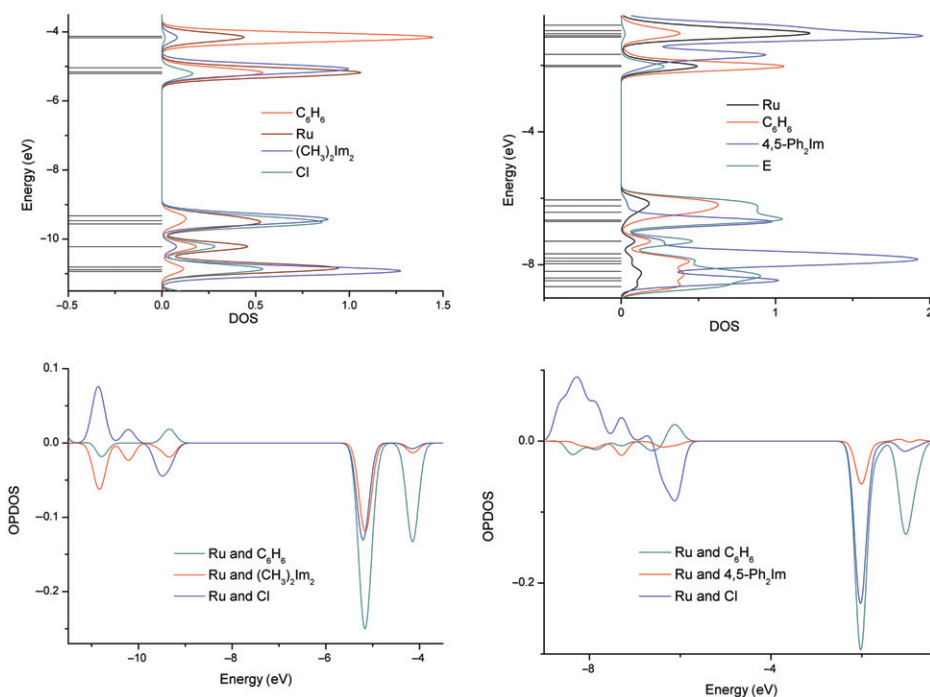 −4
−6
−8
−10
Energy (eV)
C₆H₆
Ru
(CH₃)₂Im₂
Cl
−0.5
0.0
0.5
1.0
1.5
DOS
−4
−8
Energy (eV)
Ru
C₆H₆
4,5-Ph₂Im
E
0
1
2
DOS
0.1
0.0
−0.1
−0.2
OPDOS
Ru and C₆H₆
Ru and (CH₃)₂Im₂
Ru and Cl
−10
−8
−6
−4
Energy (eV)
0.0
−0.2
OPDOS
Ru and C₆H₆
Ru and 4,5-Ph₂Im
Ru and Cl
−8
−4
Energy (eV)